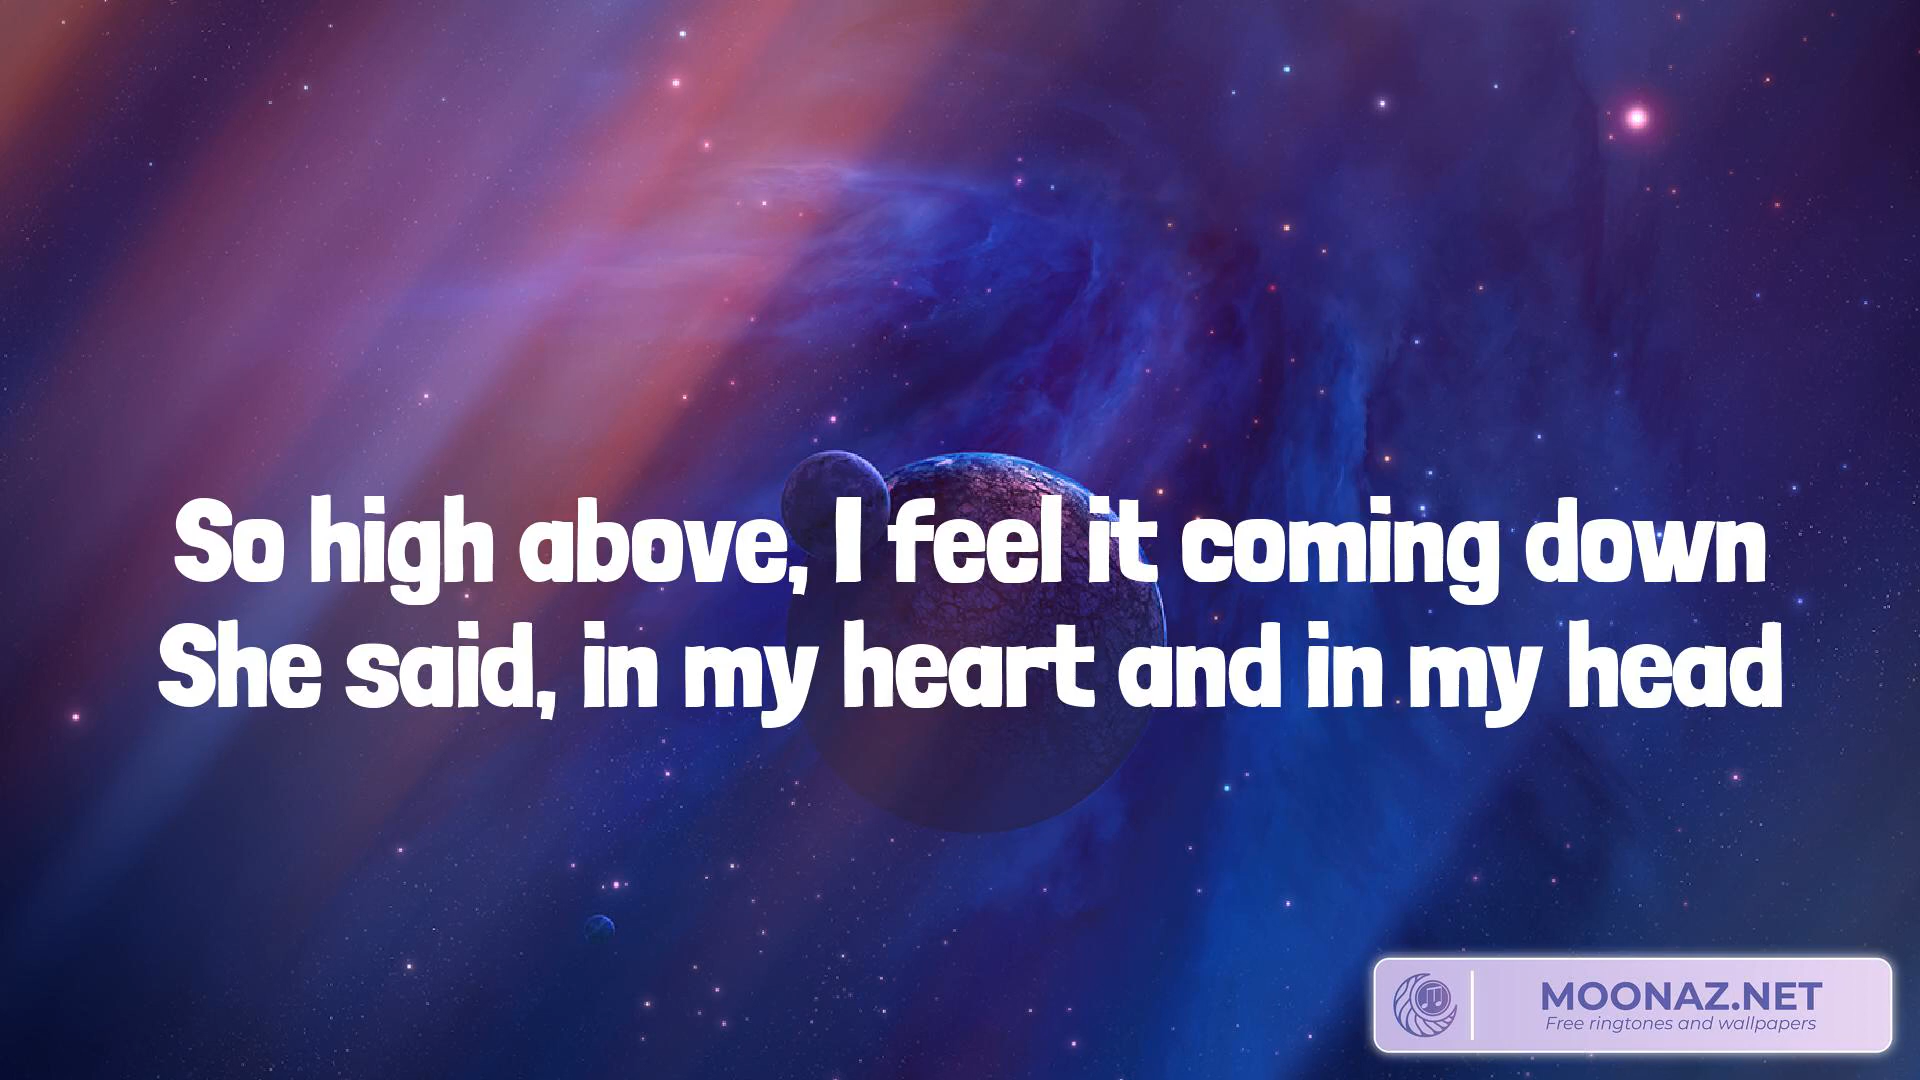 So high above, I feel it coming down
She said, in my heart and in my head
MOONAZ.NET
Free ringtones and wallpapers